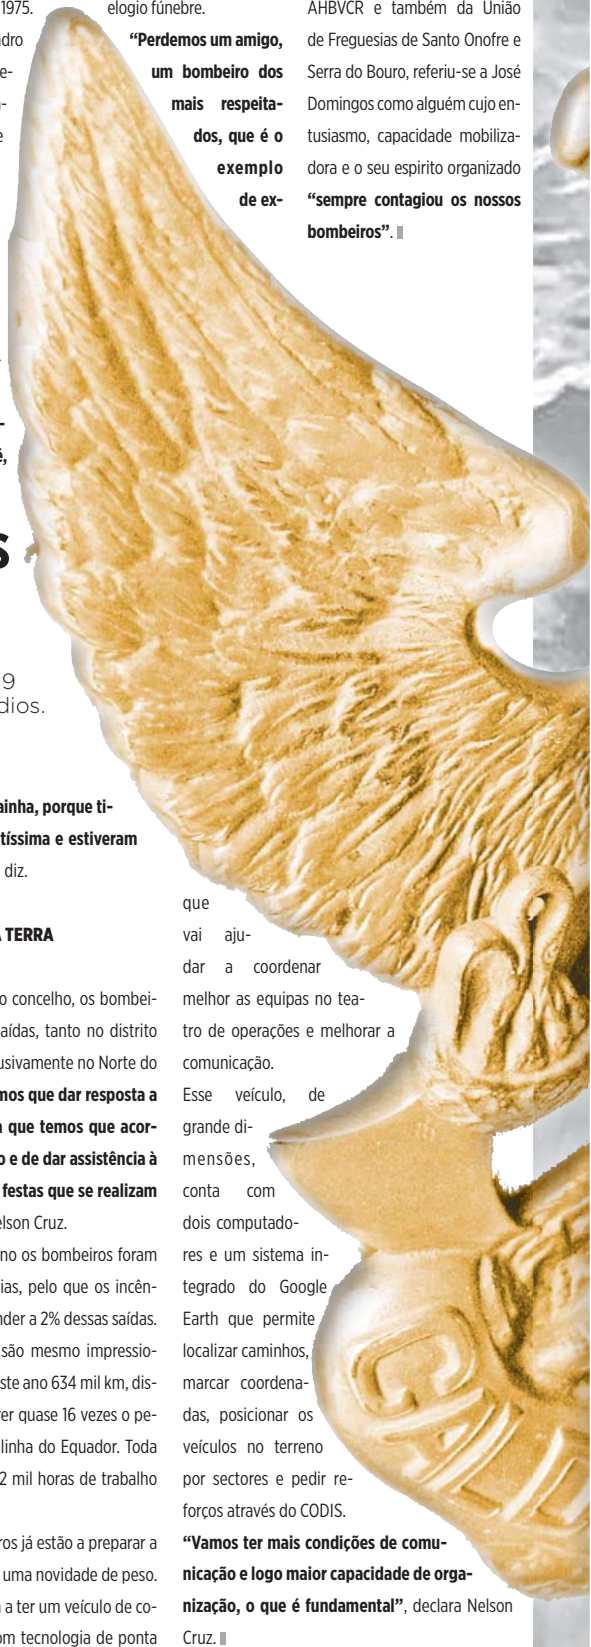 1975.
elogio fúnebre.
“Perdemos um amigo,
um bombeiro dos
mais respeita-
dos, que é o
exemplo
de ex-
AHBVCR e também da União
de Freguesias de Santo Onofre e
Serra do Bouro, referiu-se a José
Domingos como alguém cujo en-
tusiasmo, capacidade mobiliza-
dora e o seu espirito organizado
“sempre contagiou os nossos
bombeiros”.
9
dios.
ainha, porque ti-
tíssima e estiveram
diz.
A TERRA
o concelho, os bombei-
aídas, tanto no distrito
usivamente no Norte do
mos que dar resposta a
que temos que acor-
o e de dar assistência à
festas que se realizam
elson Cruz.
no os bombeiros foram
ias, pelo que os incên-
nder a 2% dessas saídas.
são mesmo impressio-
ste ano 634 mil km, dis-
rer quase 16 vezes o pe-
linha do Equador. Toda
2 mil horas de trabalho
ros já estão a preparar a
uma novidade de peso.
a ter um veículo de co-
om tecnologia de ponta
que
vai aju-
dar a coordenar
melhor as equipas no tea-
tro de operações e melhorar a
comunicação.
Esse veículo, de
grande di-
mensões,
conta com
dois computado-
res e um sistema in-
tegrado do Google
Earth que permite
localizar caminhos,
marcar coordena-
das, posicionar os
veículos no terreno
por sectores e pedir re-
forços através do CODIS.
“Vamos ter mais condições de comu-
nicação e logo maior capacidade de orga-
nização, o que é fundamental”, declara Nelson
Cruz.
CALD